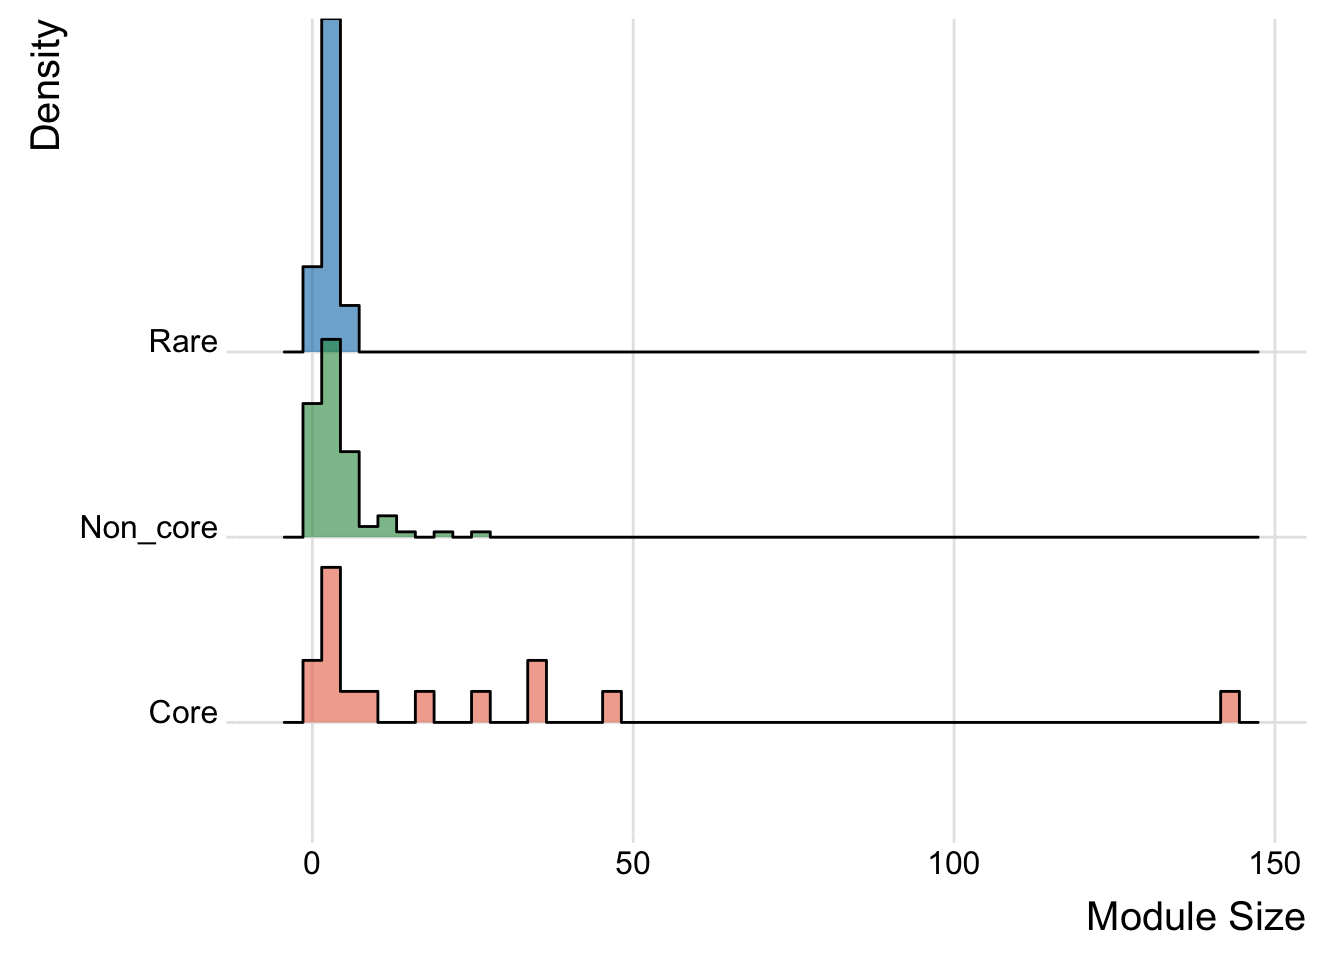 Density
Rare
Non_core
Core
0 50 100 150
Module Size